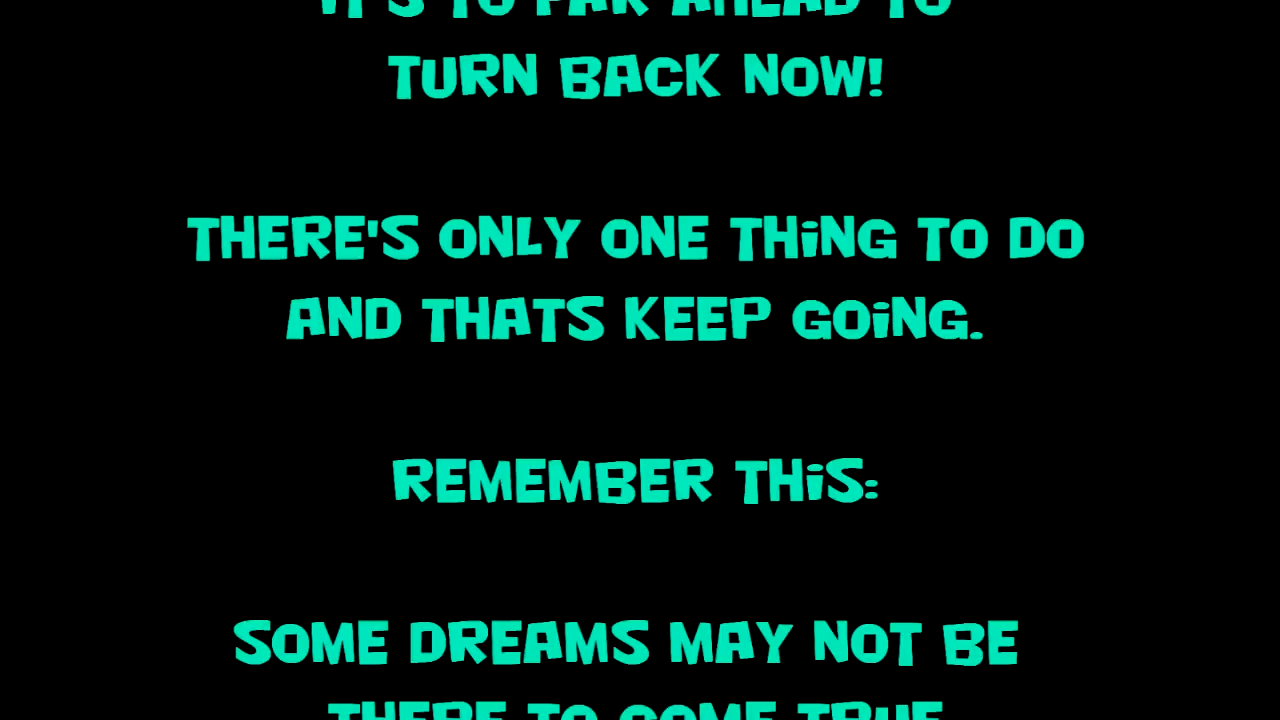 IT'S TO FAR AHEAD TO
TURN BACK NOW!
THERE'S ONLY ONE THiNG TO DO
AND THATS KEEP GOiNG.
REMEMBER THiS:
SOME DREAMS MAY NOT BE
THERE TO COME TRUE